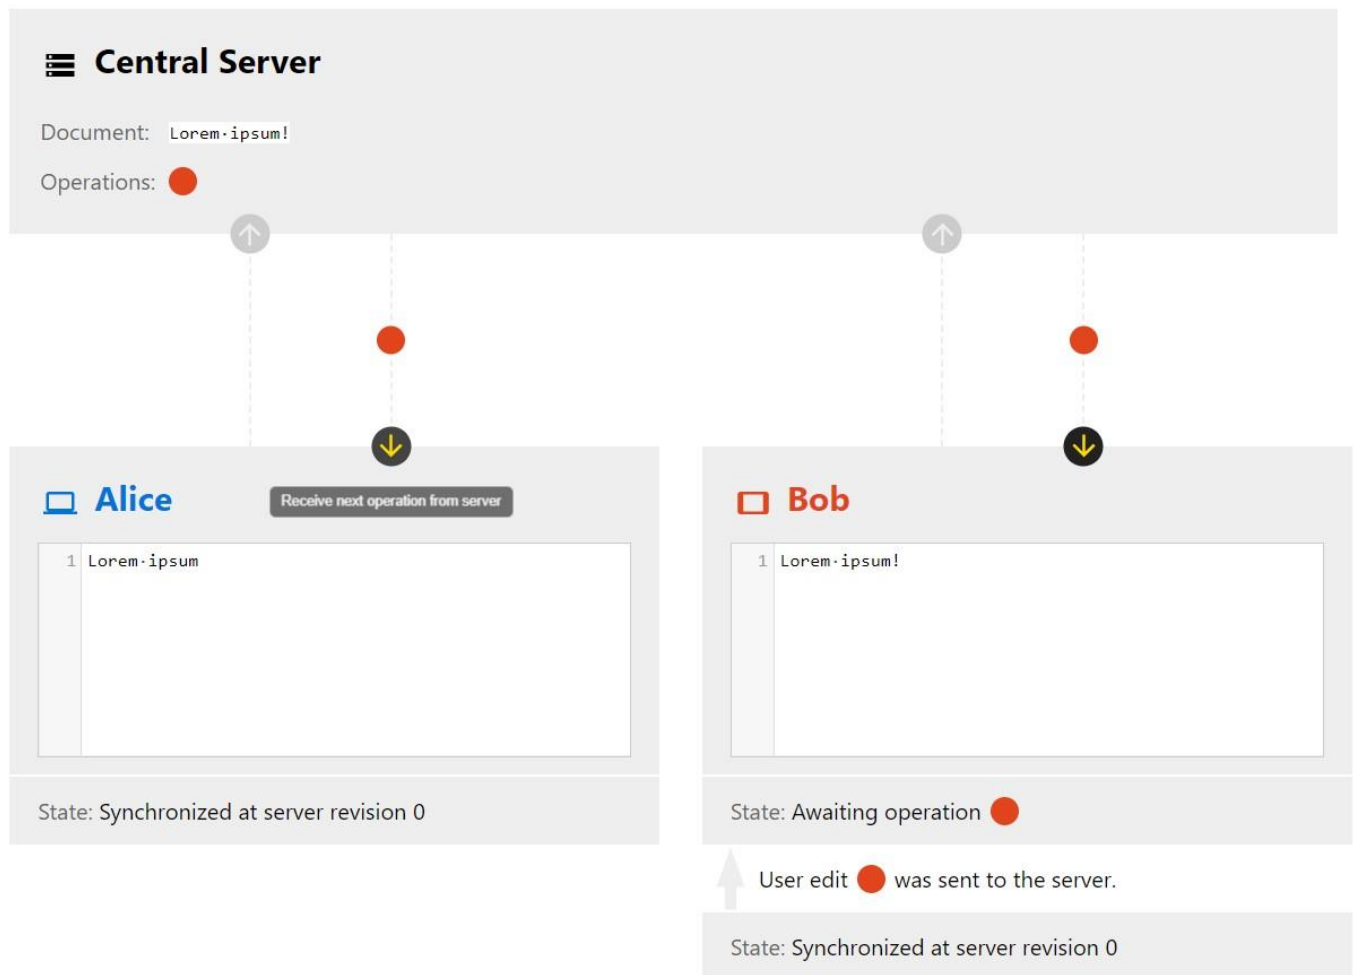 Central Server
Document: Lorem·ipsum!
Operations:
Alice
Receive next operation from server
1 Lorem·ipsum
State: Synchronized at server revision 0
Bob
1 Lorem·ipsum!
State: Awaiting operation
User edit was sent to the server.
State: Synchronized at server revision 0